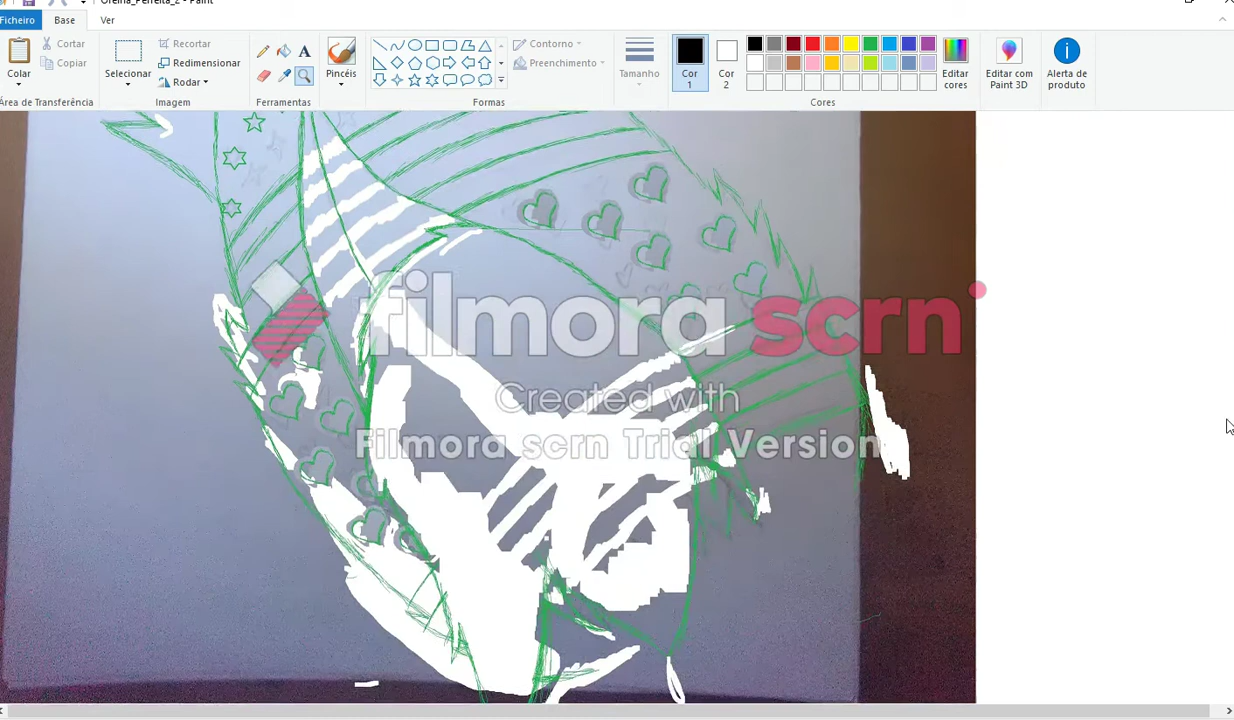 Orelha_Perfeita_2 - Paint
Ficheiro Base Ver
Colar
Cortar
Copiar
Área de Transferência
Selecionar
Recortar
Redimensionar
Rodar
Imagem
A
Ferramentas
Pincéis
Contorno
Preenchimento
Formas
Tamanho
Cor
1
Cor
2
Editar
cores
Cores
Editar com
Paint 3D
Alerta de
produto
filmora scrn
Created with
Filmora scrn Trial Version